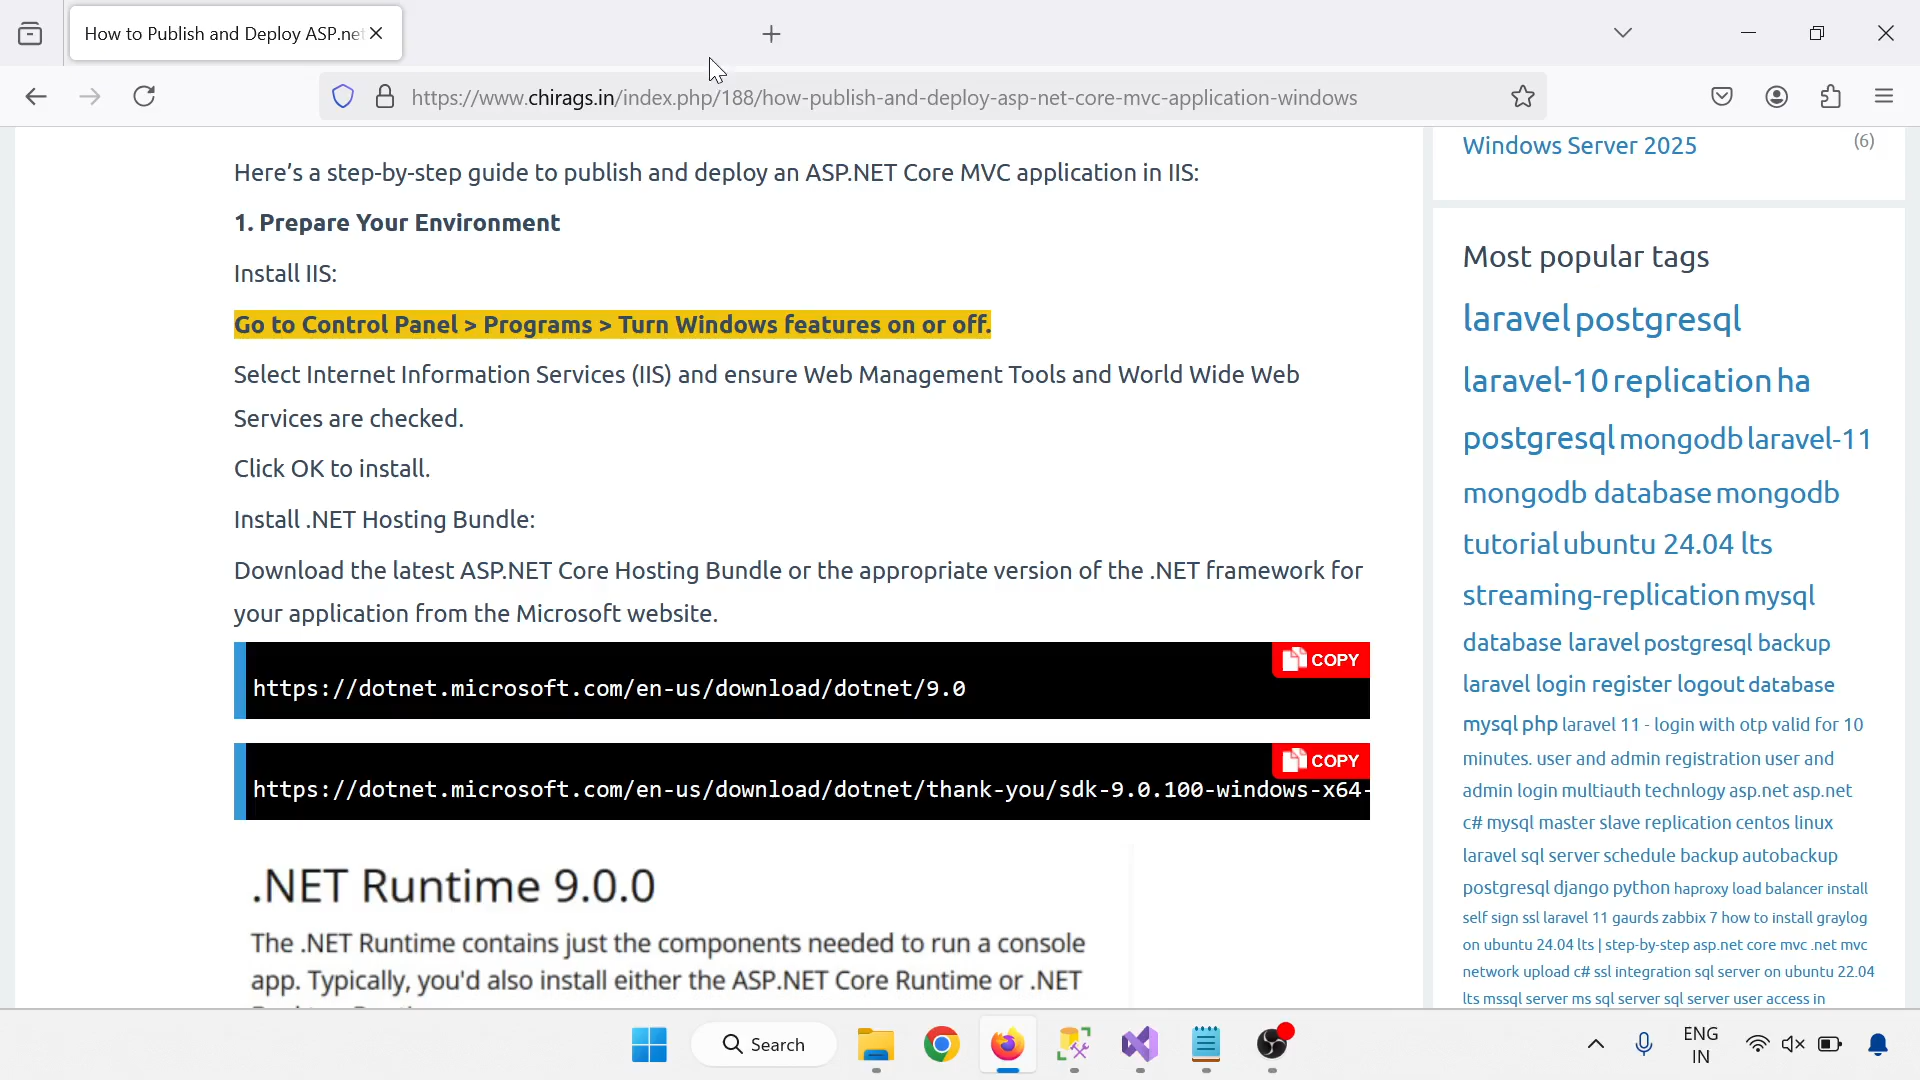 How to Publish and Deploy ASP.ne
https://www.chirags.in/index.php/188/how-publish-and-deploy-asp-net-core-mvc-application-windows
Here’s a step-by-step guide to publish and deploy an ASP.NET Core MVC application in IIS:
1. Prepare Your Environment
Install IIS:
Go to Control Panel > Programs > Turn Windows features on or off.
Select Internet Information Services (IIS) and ensure Web Management Tools and World Wide Web
Services are checked.
Click OK to install.
Install .NET Hosting Bundle:
Download the latest ASP.NET Core Hosting Bundle or the appropriate version of the .NET framework for
your application from the Microsoft website.
COPY
https://dotnet.microsoft.com/en-us/download/dotnet/9.0
COPY
https://dotnet.microsoft.com/en-us/download/dotnet/thank-you/sdk-9.0.100-windows-x64-
.NET Runtime 9.0.0
The .NET Runtime contains just the components needed to run a console
app. Typically, you'd also install either the ASP.NET Core Runtime or .NET
Windows Server 2025 (6)
Most popular tags
laravel postgresql
laravel-10 replication ha
postgresql mongodb laravel-11
mongodb database mongodb
tutorial ubuntu 24.04 lts
streaming-replication mysql
database laravel postgresql backup
laravel login register logout database
mysql php laravel 11 - login with otp valid for 10
minutes. user and admin registration user and
admin login multiauth technlogy asp.net asp.net
c# mysql master slave replication centos linux
laravel sql server schedule backup autobackup
postgresql django python haproxy load balancer install
self sign ssl laravel 11 gaurds zabbix 7 how to install graylog
on ubuntu 24.04 lts | step-by-step asp.net core mvc .net mvc
network upload c# ssl integration sql server on ubuntu 22.04
lts mssql server ms sql server sql server user access in
Search
ENG
IN